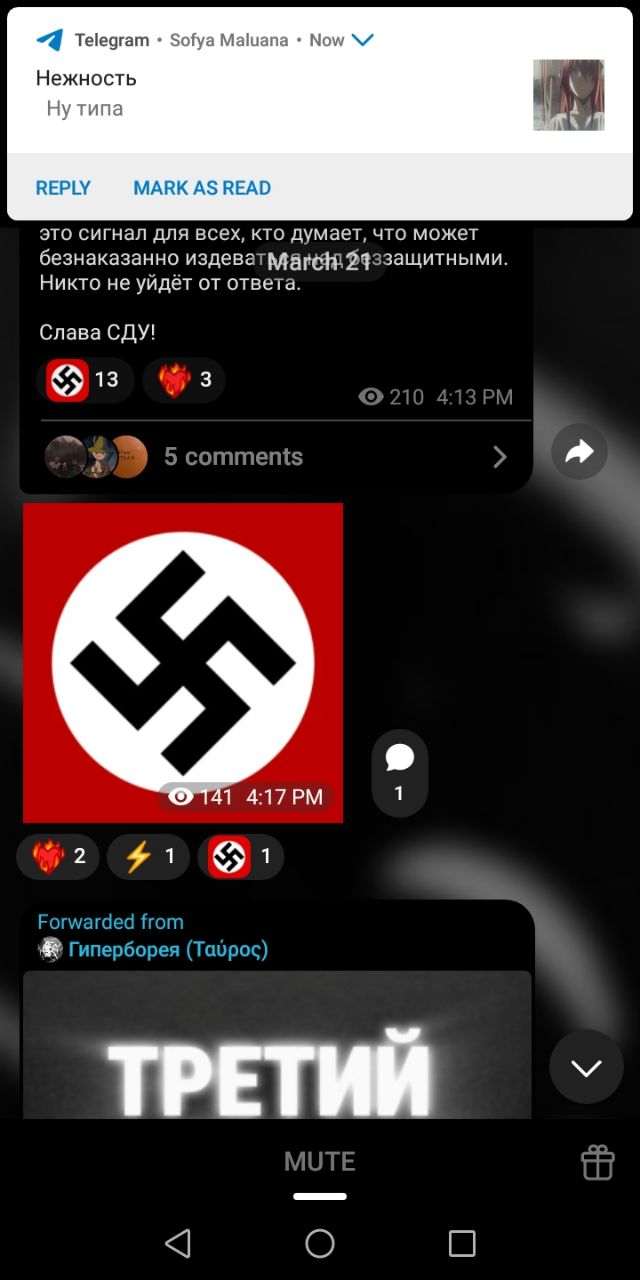 Telegram • Sofya Maluana • Now
Нежность
Ну типа
REPLY MARK AS READ
это сигнал для всех, кто думает, что может
безнаказанно издеваться над беззащитными.
March 21
Никто не уйдёт от ответа.
Слава СДУ!
13 3
210 4:13 PM
5 comments
141 4:17 PM
1
2 1 1
Forwarded from
Гиперборея (Ταύρος)
ТРЕТИЙ
MUTE